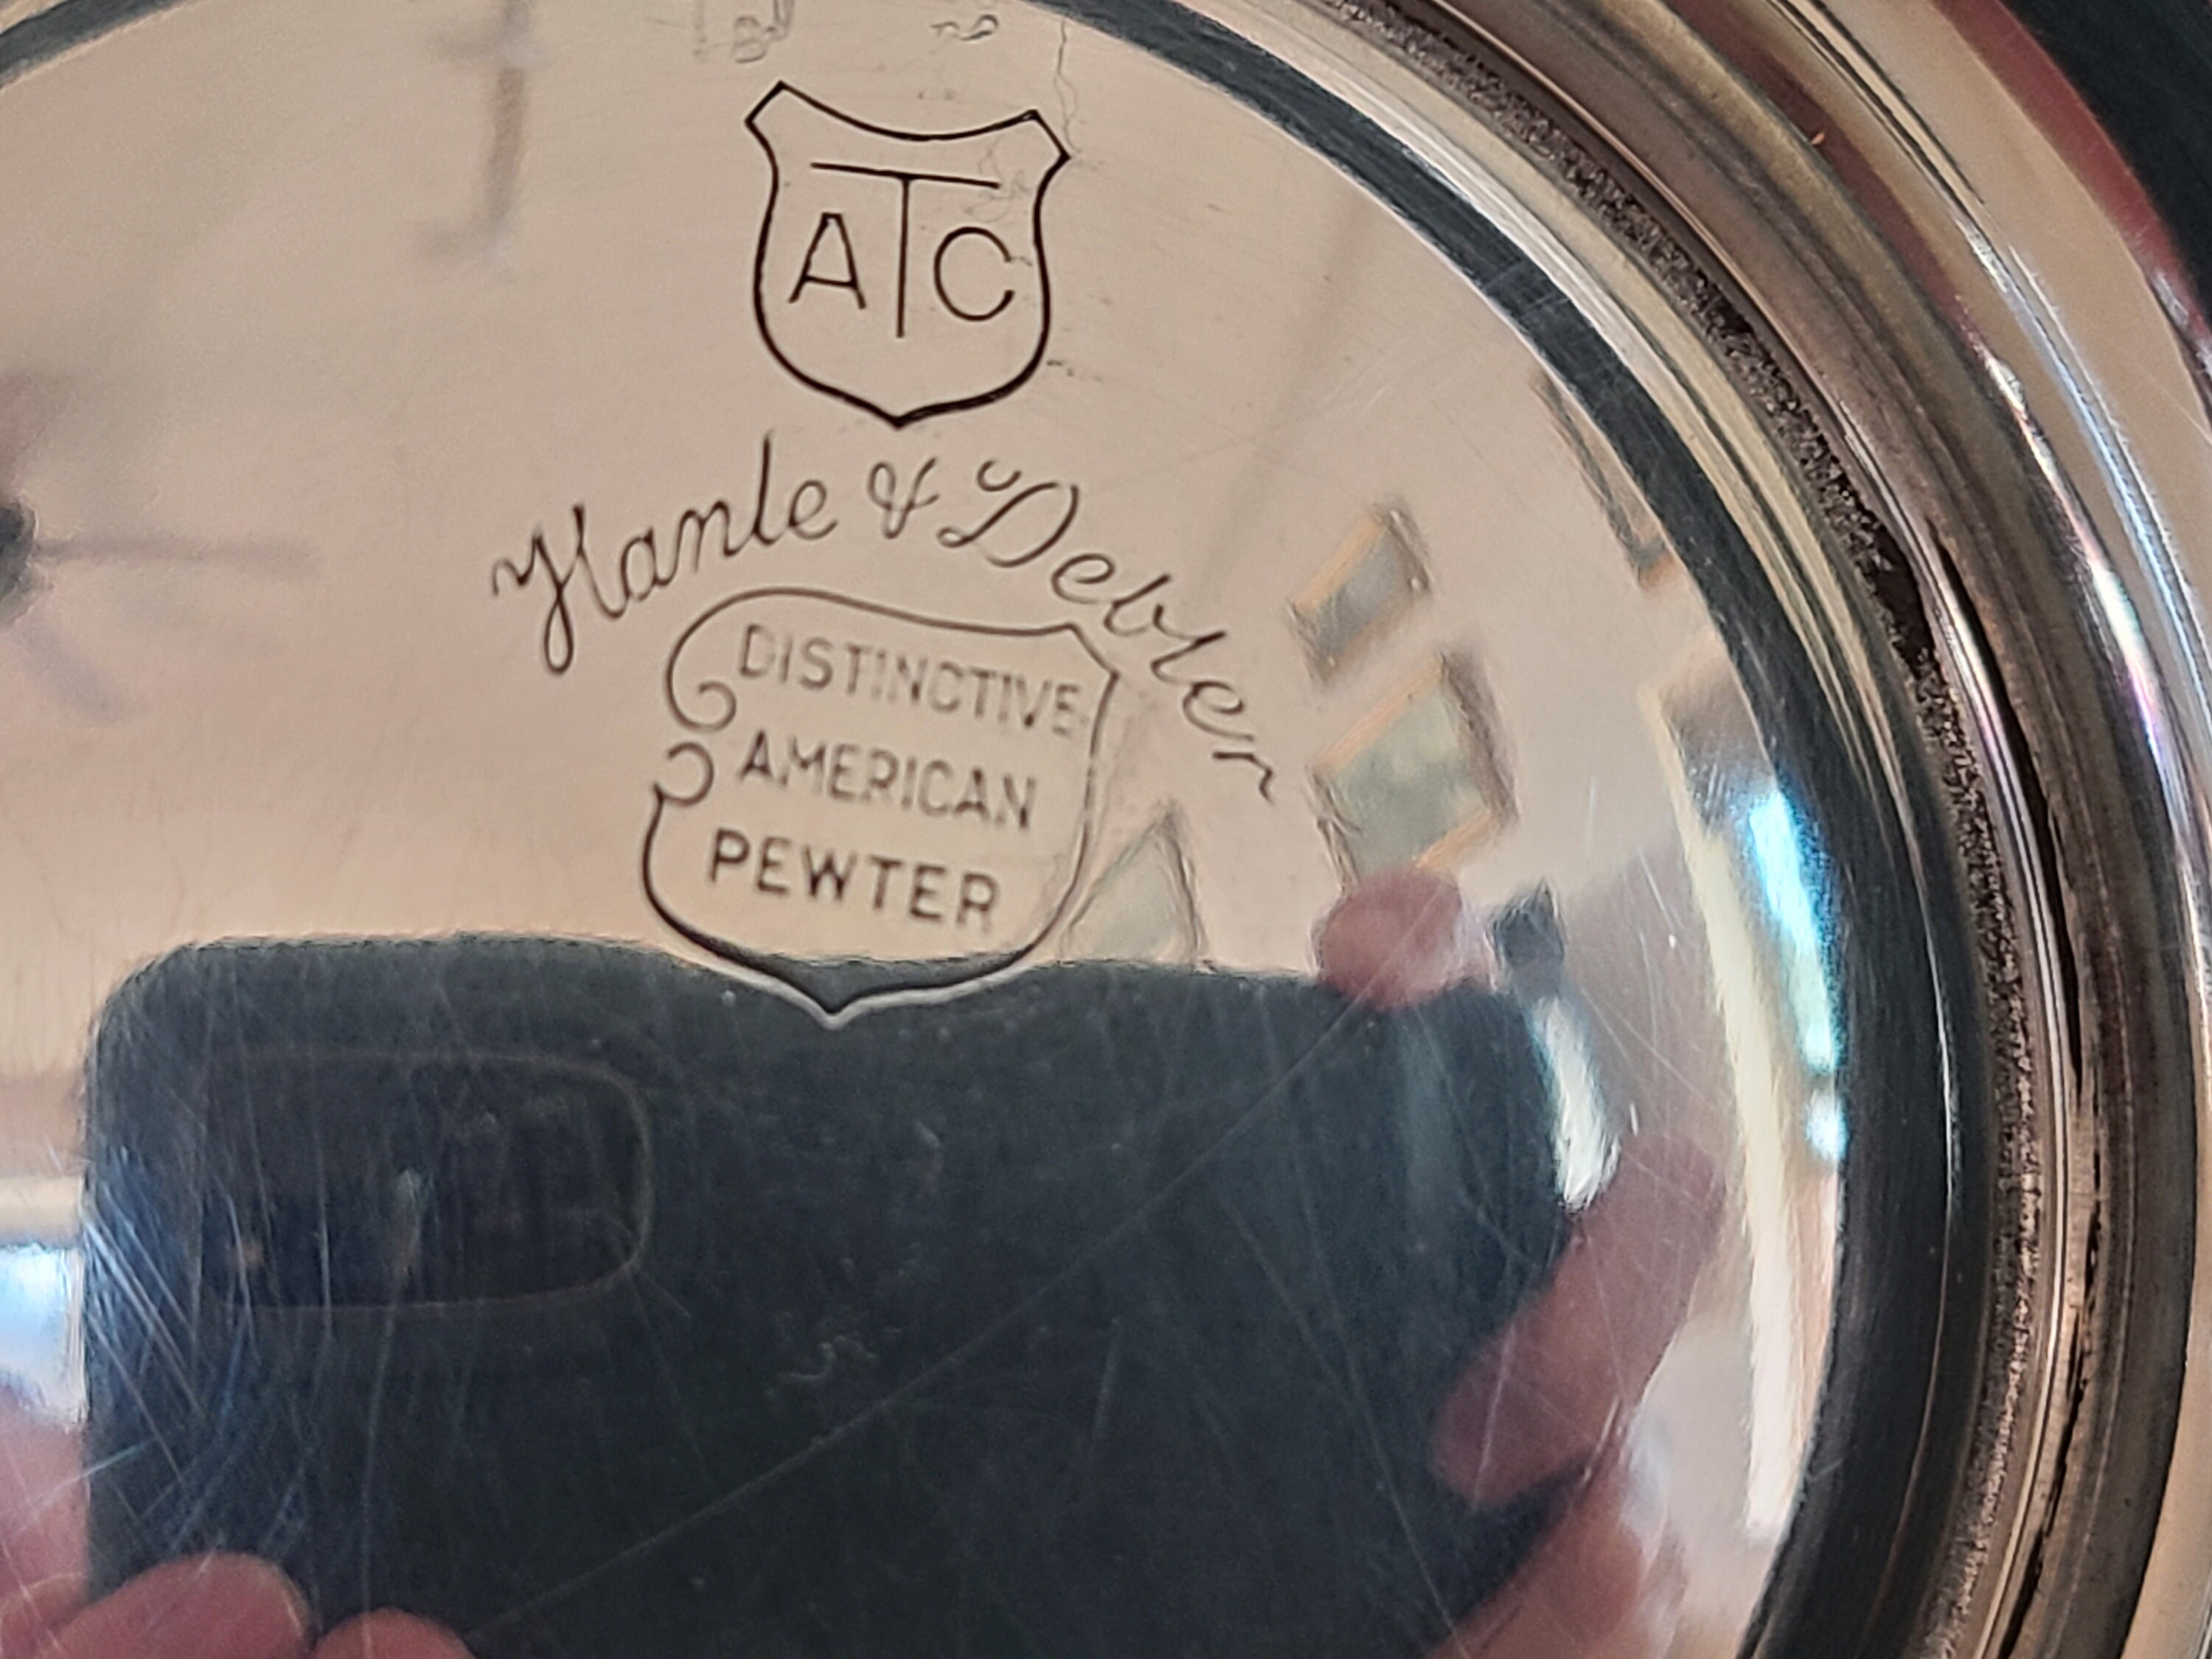 ATC
Hanle & Debler
DISTINCTIVE
AMERICAN
PEWTER